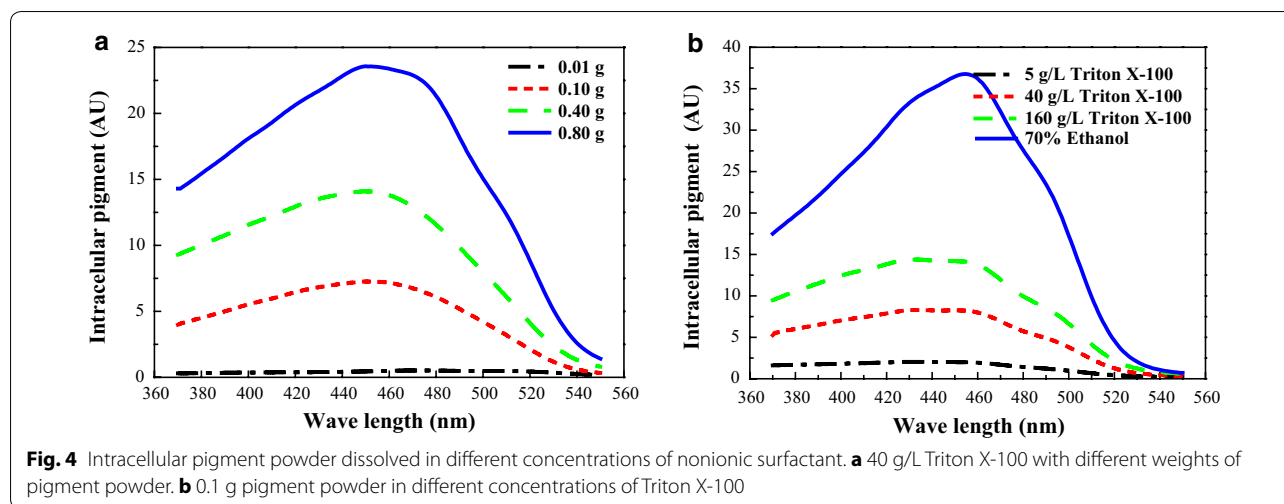 a
Intracelular pigment (AU)
25
20
15
10
5
0
0.01 g
0.10 g
0.40 g
0.80 g
360 380 400 420 440 460 480 500 520 540 560
Wave length (nm)
b
Intracellular pigment (AU)
40
35
30
25
20
15
10
5
0
5 g/L Triton X-100
40 g/L Triton X-100
160 g/L Triton X-100
70% Ethanol
360 380 400 420 440 460 480 500 520 540 560
Wave length (nm)
Fig. 4 Intracellular pigment powder dissolved in different concentrations of nonionic surfactant. a 40 g/L Triton X-100 with different weights of
pigment powder. b 0.1 g pigment powder in different concentrations of Triton X-100